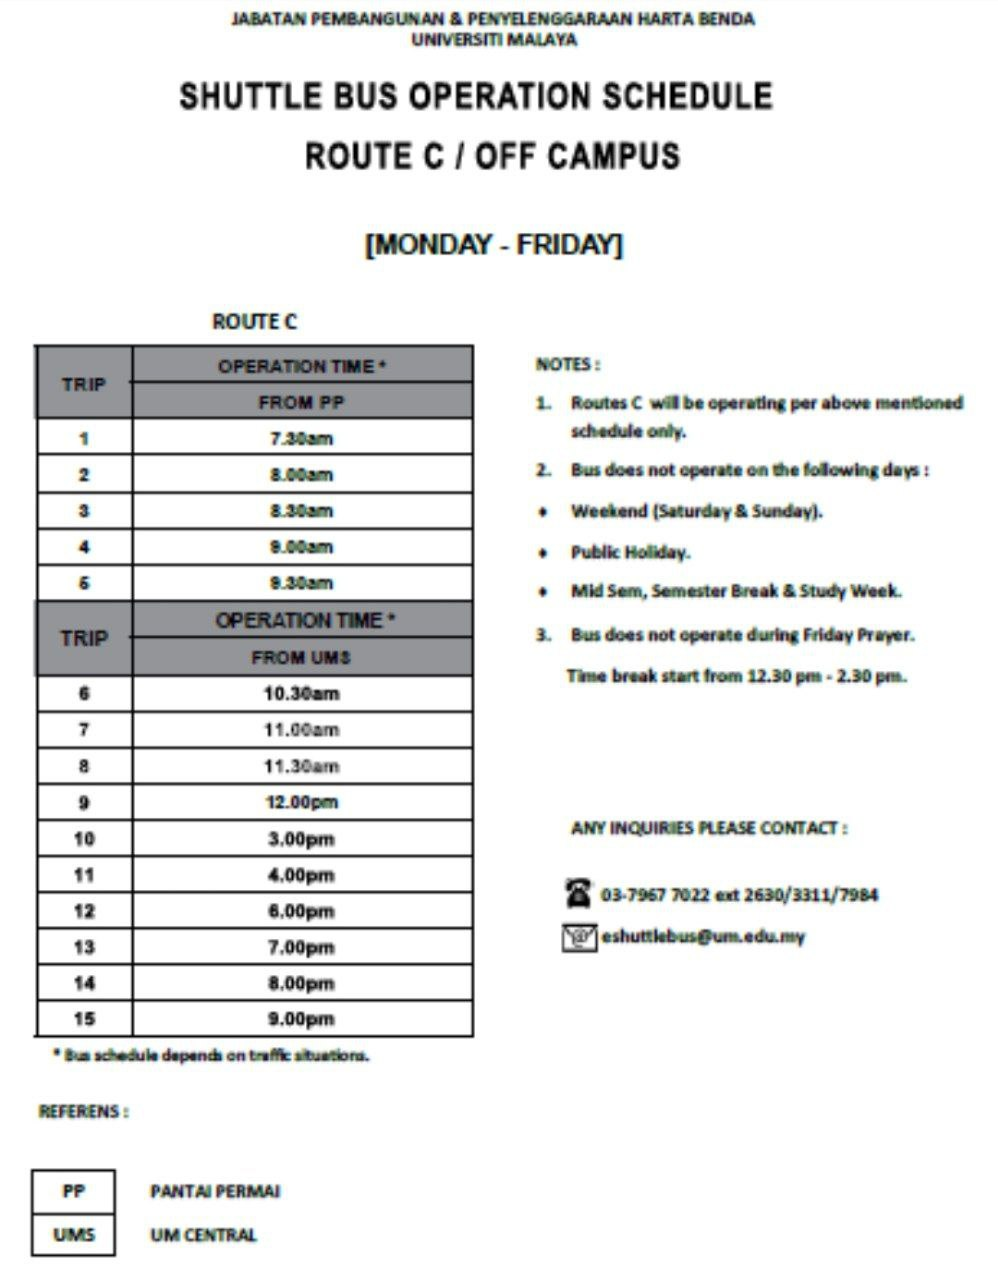 JABATAN PEMBANGUNAN & PENYELENGGARAAN HARTA BENDA
UNIVERSITI MALAYA
SHUTTLE BUS OPERATION SCHEDULE
ROUTE C / OFF CAMPUS
[MONDAY - FRIDAY]
ROUTE C
TRIP
OPERATION TIME *
FROM PP
1 7.30am
2 8.00am
3 8.30am
4 9.00am
5 9.30am
TRIP
OPERATION TIME *
FROM UMS
6 10.30am
7 11.00am
8 11.30am
9 12.00pm
10 3.00pm
11 4.00pm
12 6.00pm
13 7.00pm
14 8.00pm
15 9.00pm
* Bus schedule depends on traffic situations.
NOTES :
1. Routes C will be operating per above mentioned
schedule only.
2. Bus does not operate on the following days :
• Weekend (Saturday & Sunday).
• Public Holiday.
• Mid Sem, Semester Break & Study Week.
3. Bus does not operate during Friday Prayer.
Time break start from 12.30 pm - 2.30 pm.
ANY INQUIRIES PLEASE CONTACT :
03-7967 7022 ext 2630/3311/7984
@ eshuttlebus@um.edu.my
REFERENS :
PP PANTAI PERMAI
UMS UM CENTRAL